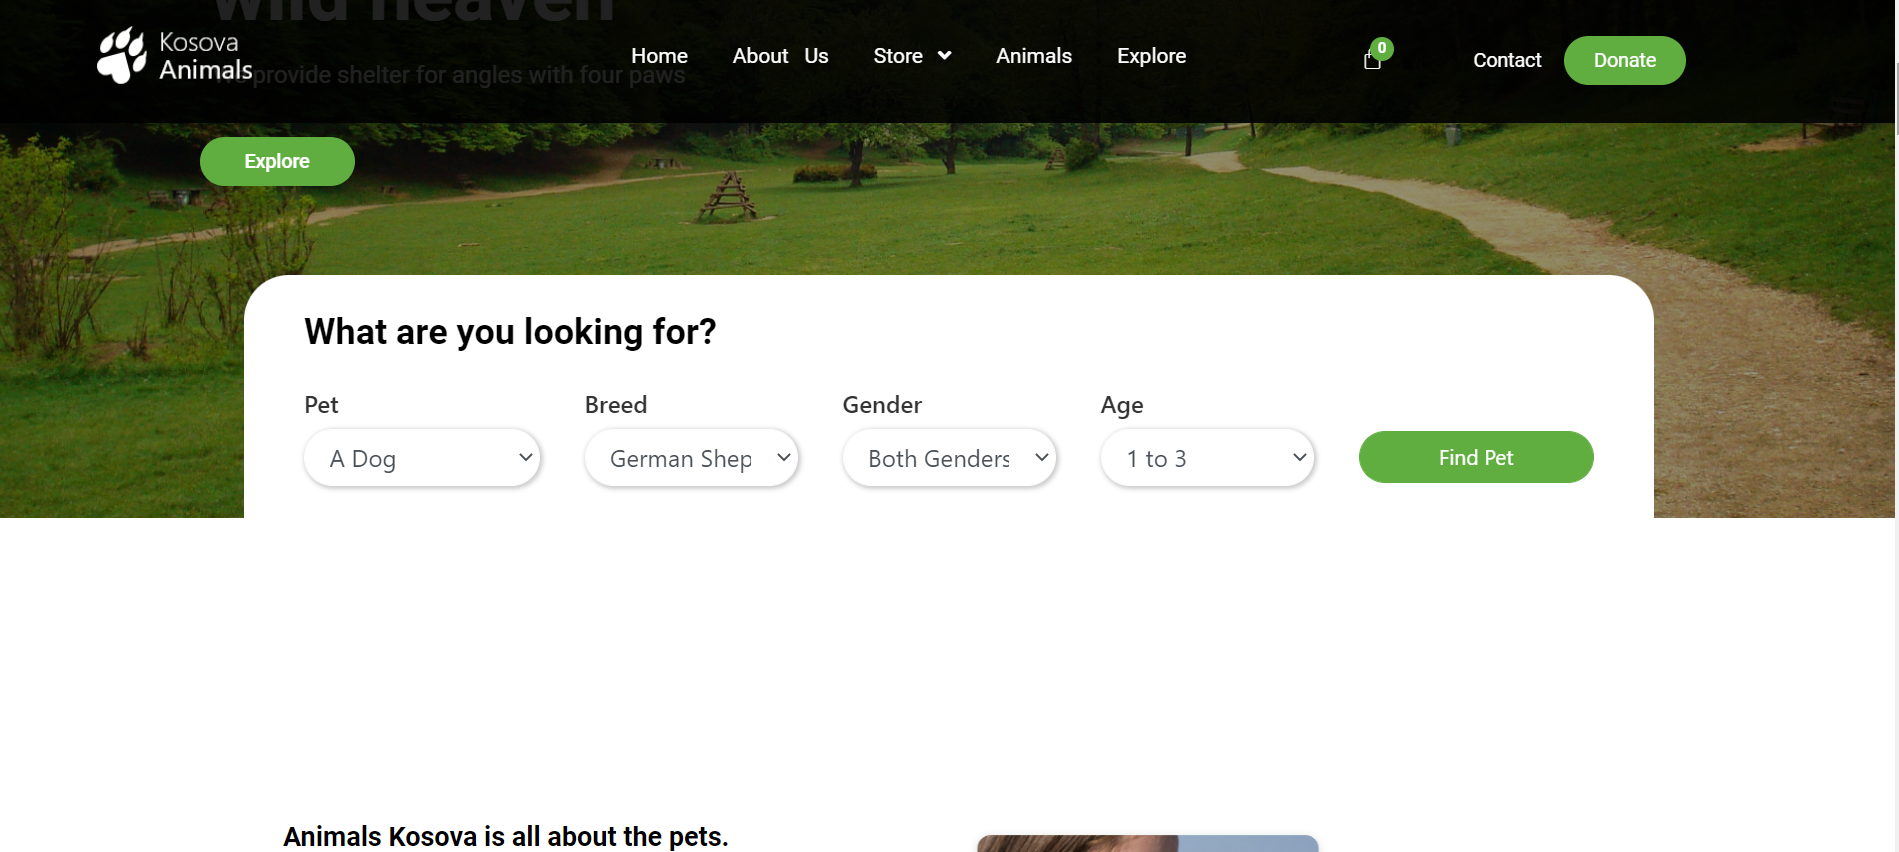 wild heaven
Kosova
Animals
Home About Us Store Animals Explore
0
Contact Donate
We provide shelter for angles with four paws
Explore
What are you looking for?
Pet Breed Gender Age
A Dog German Shep Both Genders 1 to 3 Find Pet
Animals Kosova is all about the pets.